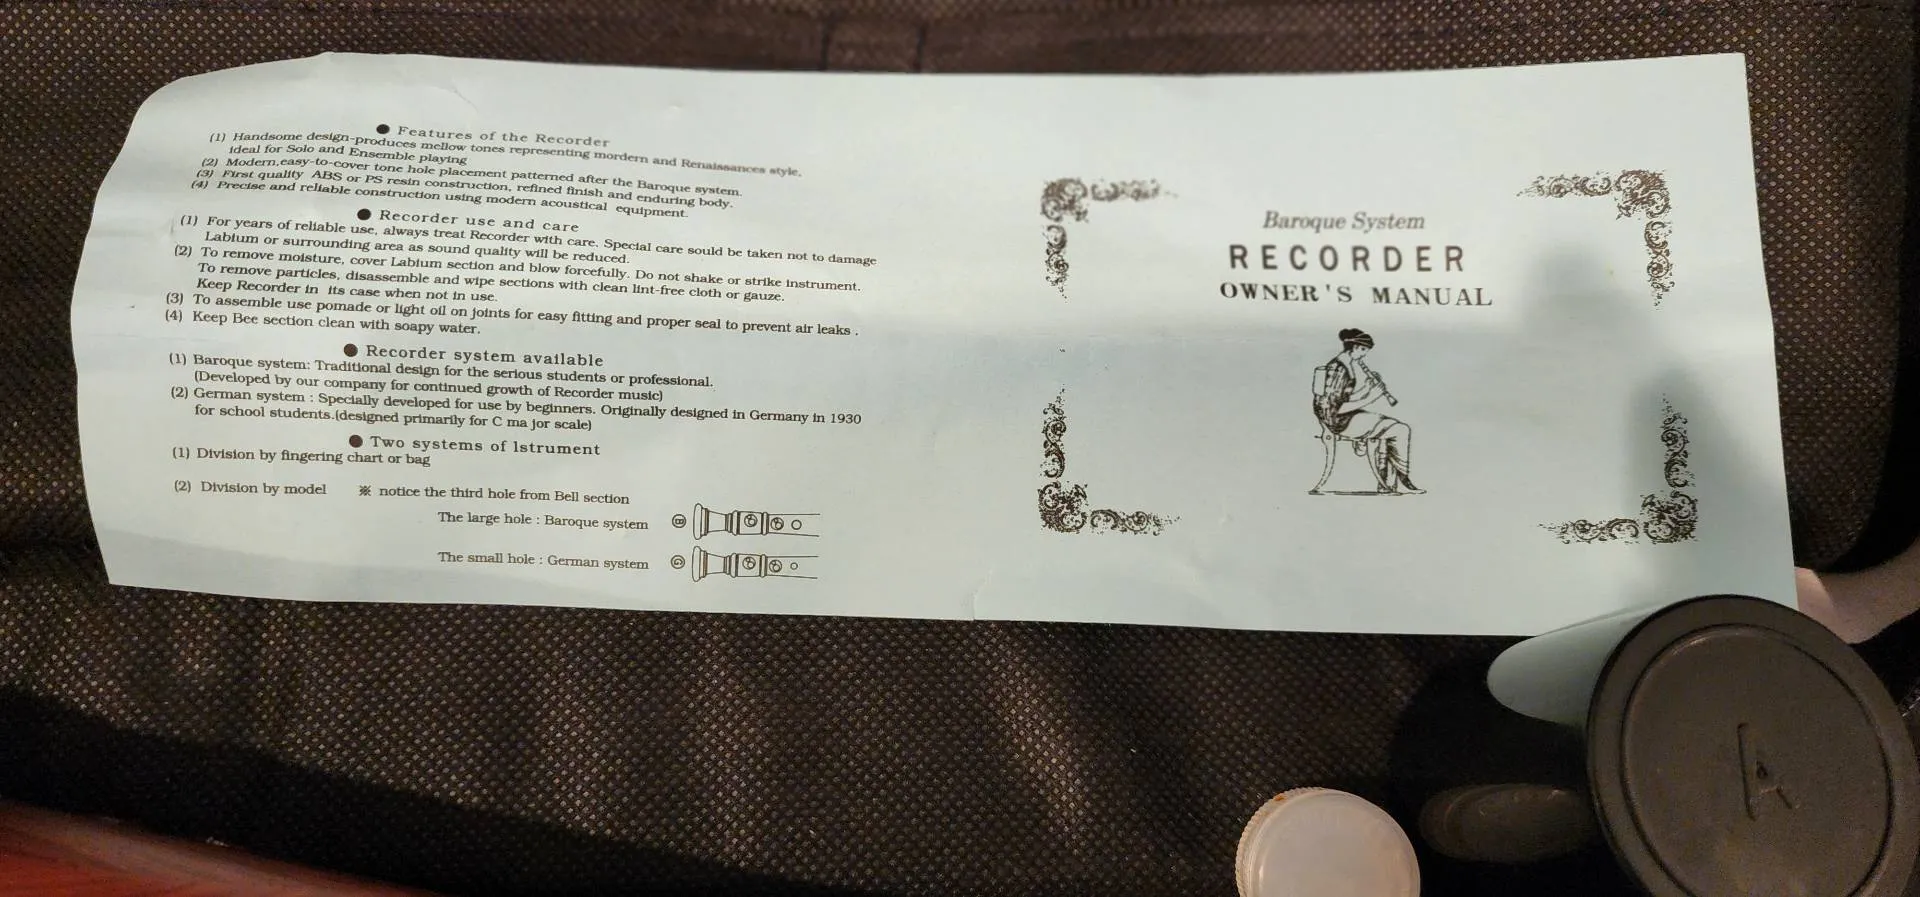 ● Features of the Recorder
(1) Handsome design-produces mellow tones representing mordern and Renaissances style,
ideal for Solo and Ensemble playing
(2) Modern,easy-to-cover tone hole placement patterned after the Baroque system.
(3) First quality ABS or PS resin construction, refined finish and enduring body.
(4) Precise and reliable construction using modern acoustical equipment.
● Recorder use and care
(1) For years of reliable use, always treat Recorder with care. Special care sould be taken not to damage
Labium or surrounding area as sound quality will be reduced.
(2) To remove moisture, cover Labium section and blow forcefully. Do not shake or strike instrument.
To remove particles, disassemble and wipe sections with clean lint-free cloth or gauze.
Keep Recorder in its case when not in use.
(3) To assemble use pomade or light oil on joints for easy fitting and proper seal to prevent air leaks .
(4) Keep Bee section clean with soapy water.
● Recorder system available
(1) Baroque system: Traditional design for the serious students or professional.
(Developed by our company for continued growth of Recorder music)
(2) German system : Specially developed for use by beginners. Originally designed in Germany in 1930
for school students.(designed primarily for C ma jor scale)
● Two systems of lstrument
(1) Division by fingering chart or bag
(2) Division by model ※ notice the third hole from Bell section
The large hole : Baroque system Ⓑ
The small hole : German system Ⓖ
Baroque System
RECORDER
OWNER'S MANUAL
A